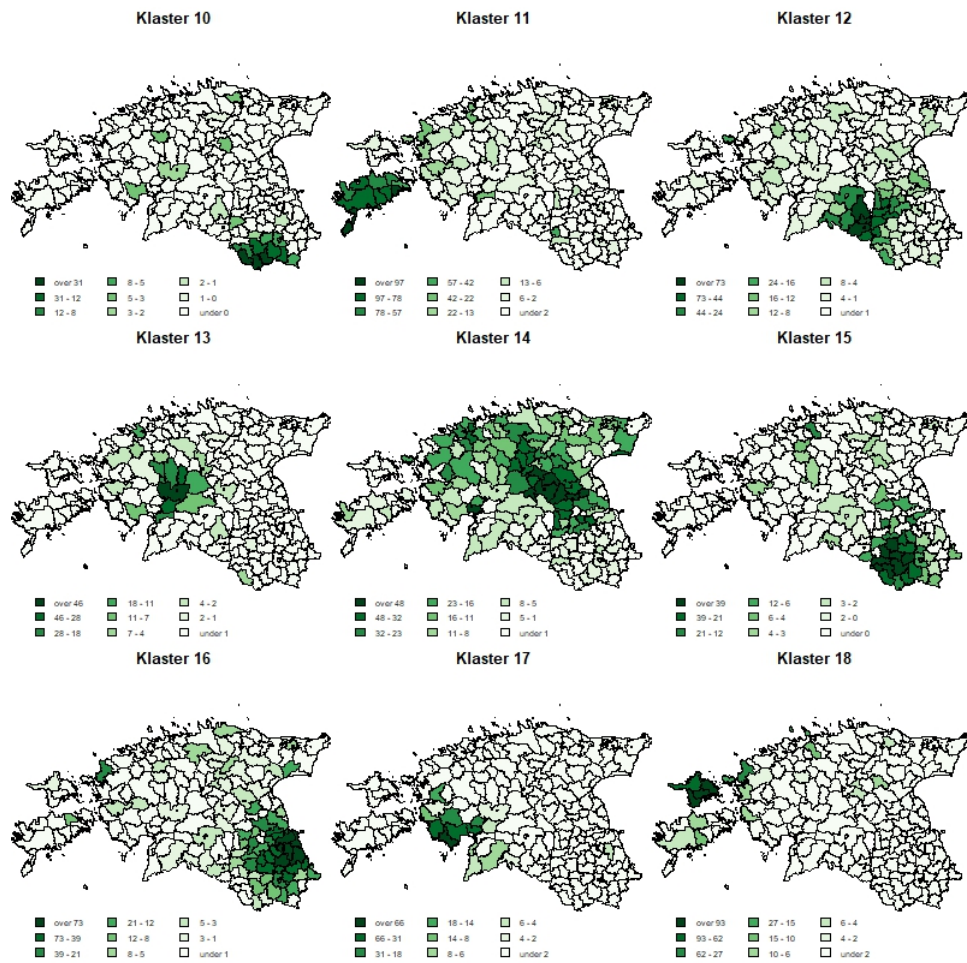 Klaster 10 Klaster 11 Klaster 12
over 31 8 - 5 2 - 1 over 97 57 - 42 13 - 6 over 73 24 - 16 8 - 4
31 - 12 5 - 3 1 - 0 97 - 78 42 - 22 6 - 2 73 - 44 16 - 12 4 - 1
12 - 8 3 - 2 under 0 78 - 57 22 - 13 under 2 44 - 24 12 - 8 under 1
Klaster 13 Klaster 14 Klaster 15
over 46 18 - 11 4 - 2 over 48 23 - 16 8 - 5 over 39 12 - 6 3 - 2
46 - 28 11 - 7 2 - 1 48 - 32 16 - 11 5 - 1 39 - 21 6 - 4 2 - 0
28 - 18 7 - 4 under 1 32 - 23 11 - 8 under 1 21 - 12 4 - 3 under 0
Klaster 16 Klaster 17 Klaster 18
over 73 21 - 12 5 - 3 over 66 18 - 14 6 - 4 over 93 27 - 15 6 - 4
73 - 39 12 - 8 3 - 1 66 - 31 14 - 8 4 - 2 93 - 62 15 - 10 4 - 2
39 - 21 8 - 5 under 1 31 - 18 8 - 6 under 2 62 - 27 10 - 6 under 2